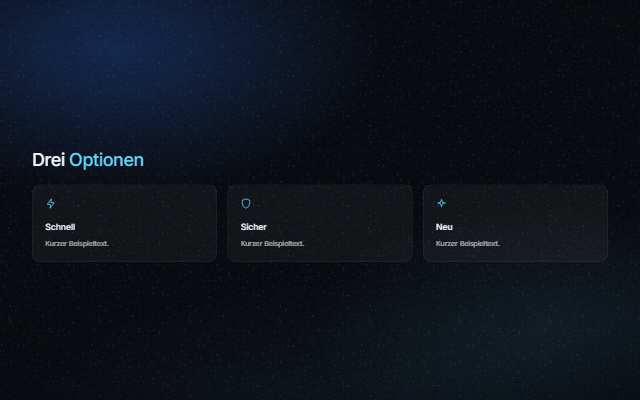 Drei Optionen
Schnell
Kurzer Beispieltext.
Sicher
Kurzer Beispieltext.
Neu
Kurzer Beispieltext.